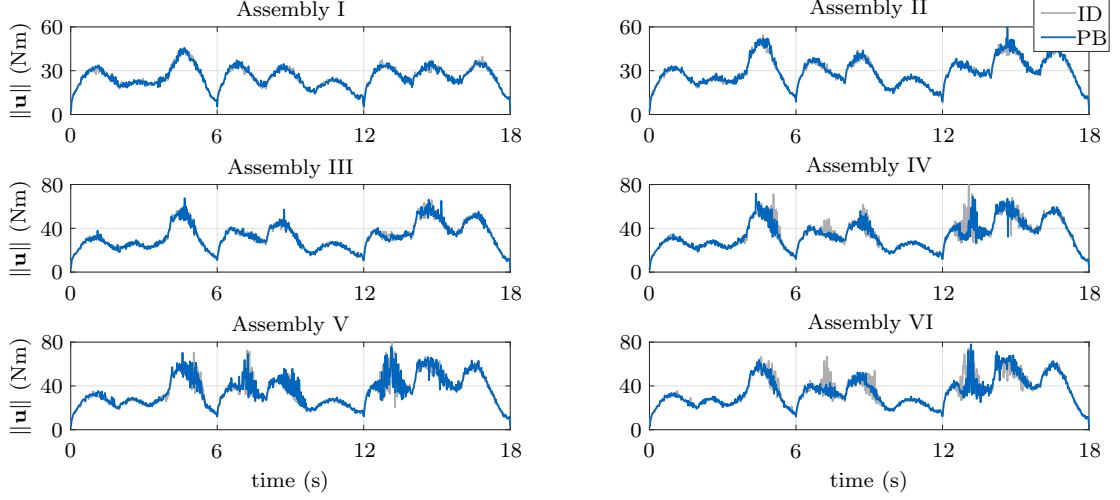 Assembly I
60
30
0
‖u‖ (Nm)
0 6 12 18
Assembly II
ID
PB
60
30
0
0 6 12 18
Assembly III
80
40
0
‖u‖ (Nm)
0 6 12 18
Assembly IV
80
40
0
0 6 12 18
Assembly V
80
40
0
‖u‖ (Nm)
0 6 12 18
time (s)
Assembly VI
80
40
0
0 6 12 18
time (s)